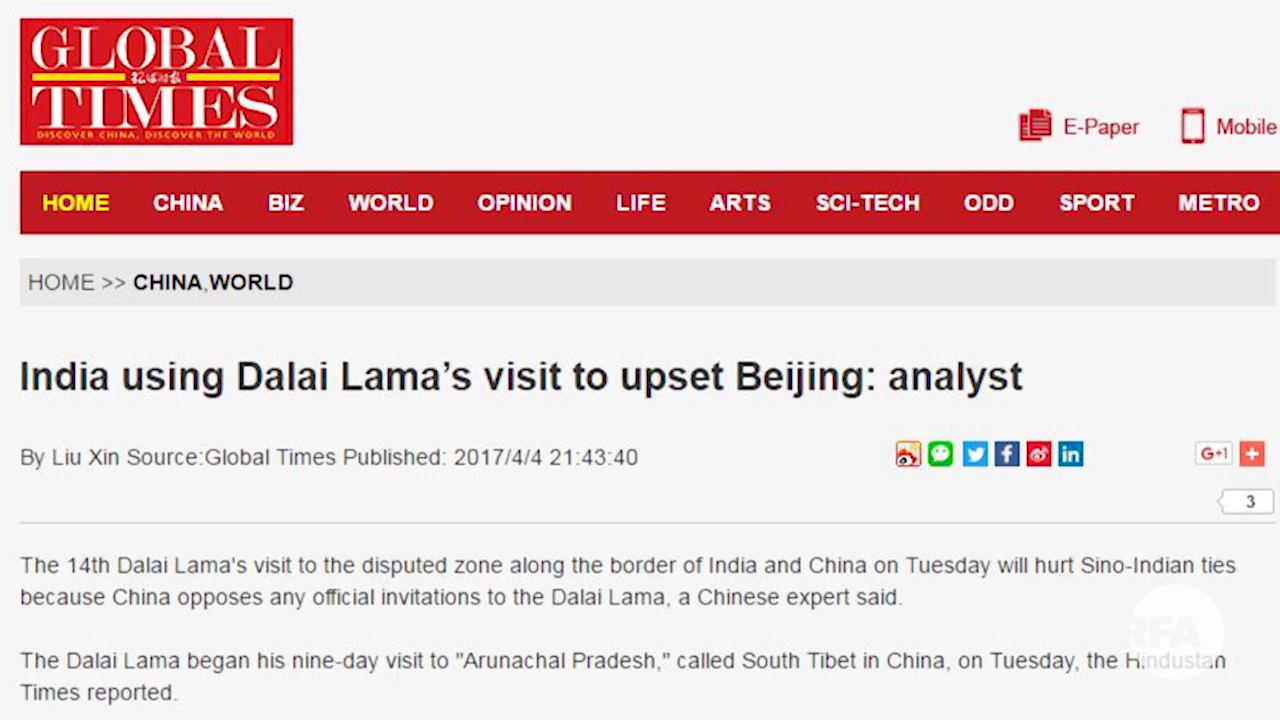 GLOBAL
环球时报
TIMES
DISCOVER CHINA, DISCOVER THE WORLD
E-Paper Mobile
HOME CHINA BIZ WORLD OPINION LIFE ARTS SCI-TECH ODD SPORT METRO
HOME >> CHINA,WORLD
India using Dalai Lama’s visit to upset Beijing: analyst
By Liu Xin Source:Global Times Published: 2017/4/4 21:43:40
G+1
3
The 14th Dalai Lama's visit to the disputed zone along the border of India and China on Tuesday will hurt Sino-Indian ties
because China opposes any official invitations to the Dalai Lama, a Chinese expert said.
RFA
The Dalai Lama began his nine-day visit to "Arunachal Pradesh," called South Tibet in China, on Tuesday, the Hindustan
Times reported.